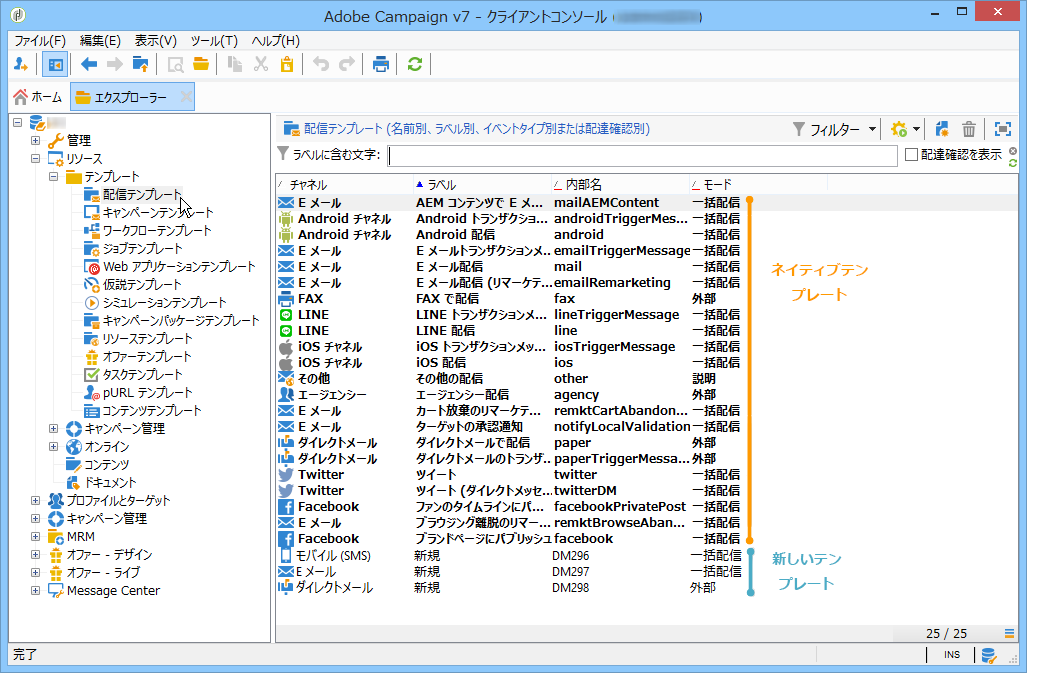 Adobe Campaign v7 - クライアントコンソール ( )
ファイル(F) 編集(E) 表示(V) ツール(T) ヘルプ(H)
ホーム エクスプローラー
管理
リソース
テンプレート
配信テンプレート
キャンペーンテンプレート
ワークフローテンプレート
ジョブテンプレート
Web アプリケーションテンプレート
仮説テンプレート
シミュレーションテンプレート
キャンペーンパッケージテンプレート
リソーステンプレート
オファーテンプレート
タスクテンプレート
pURL テンプレート
コンテンツテンプレート
キャンペーン管理
オンライン
コンテンツ
ドキュメント
プロファイルとターゲット
キャンペーン管理
MRM
オファー - デザイン
オファー - ライブ
Message Center
配信テンプレート (名前別、ラベル別、イベントタイプ別または配達確認別) フィルター
ラベルに含む文字: 配達確認を表示
チャネル ラベル 内部名 モード
E メール AEM コンテンツで E メ... mailAEMContent 一括配信
Android チャネル Android トランザクショ... androidTriggerMes... 一括配信
Android チャネル Android 配信 android 一括配信
E メール E メールトランザクションメ... emailTriggerMessage 一括配信
E メール E メール配信 mail 一括配信
E メール E メール配信 (リマーケテ... emailRemarketing 一括配信
FAX FAX で配信 fax 外部
LINE LINE トランザクションメ... lineTriggerMessage 一括配信
LINE LINE 配信 line 一括配信
iOS チャネル iOS トランザクションメッ... iosTriggerMessage 一括配信
iOS チャネル iOS 配信 ios 一括配信
その他 その他の配信 other 説明
エージェンシー エージェンシー配信 agency 外部
E メール カート放棄のリマーケテ... remktCartAbandon... 一括配信
E メール ターゲットの承認通知 notifyLocalValidation 一括配信
ダイレクトメール ダイレクトメールで配信 paper 外部
ダイレクトメール ダイレクトメールのトランザ... paperTriggerMessa... 外部
Twitter ツイート twitter 一括配信
Twitter ツイート (ダイレクトメッセ... twitterDM 一括配信
Facebook ファンのタイムラインにパ... facebookPrivatePost 一括配信
E メール ブラウジング離脱のリマー... remktBrowseAban... 一括配信
Facebook ブランドページにパブリッシュ facebook 一括配信
モバイル (SMS) 新規 DM296 一括配信
E メール 新規 DM297 一括配信
ダイレクトメール 新規 DM298 外部
ネイティブテン
プレート
新しいテン
プレート
25 / 25
完了 INS